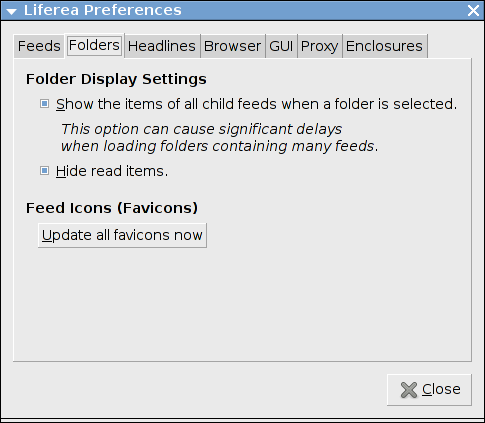 Liferea Preferences
Feeds Folders Headlines Browser GUI Proxy Enclosures
Folder Display Settings
Show the items of all child feeds when a folder is selected.
This option can cause significant delays
when loading folders containing many feeds.
Hide read items.
Feed Icons (Favicons)
Update all favicons now
Close